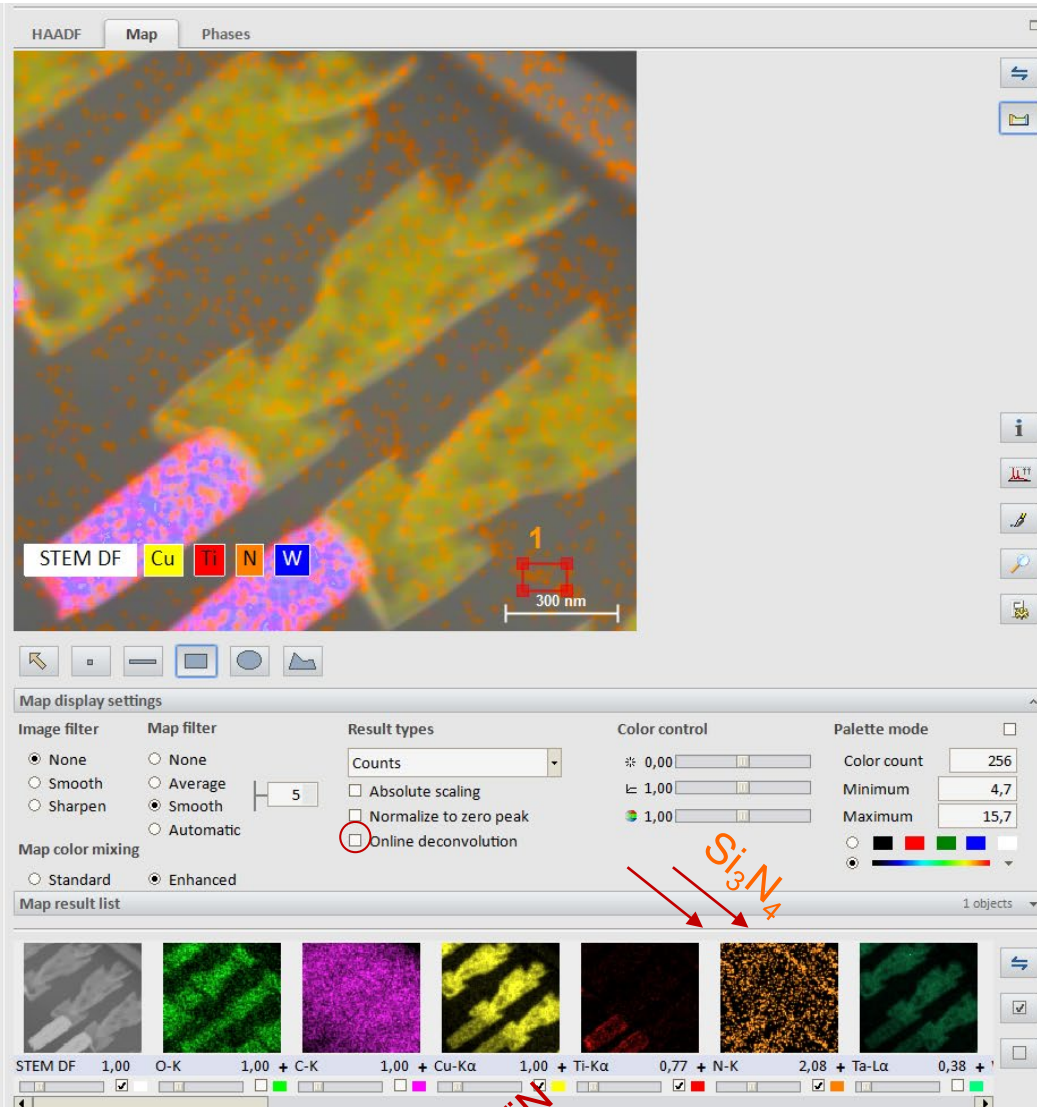 HAADF Map Phases
1
STEM DF Cu Ti N W
300 nm
i
Map display settings
Image filter Map filter Result types Color control Palette mode
None None Counts 0,00 Color count 256
Smooth Average Absolute scaling 1,00 Minimum 4,7
Sharpen Smooth 5 Normalize to zero peak 1,00 Maximum 15,7
Automatic Online deconvolution
Map color mixing
Standard Enhanced
Si3N4
Map result list 1 objects
STEM DF 1,00 O-K 1,00 + C-K 1,00 + Cu-Kα 1,00 + Ti-Kα 0,77 + N-K 2,08 + Ta-Lα 0,38 +